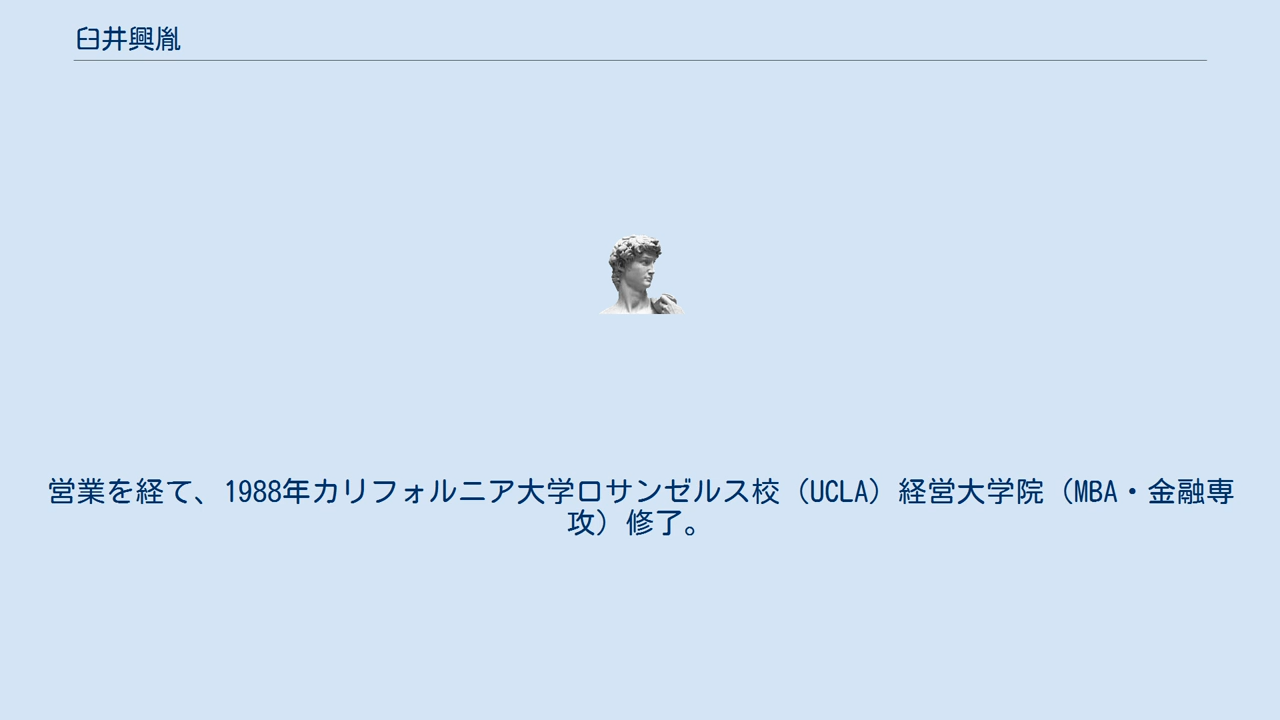 臼井興胤
営業を経て、1988年カリフォルニア大学ロサンゼルス校（UCLA）経営大学院（MBA・金融専
攻）修了。